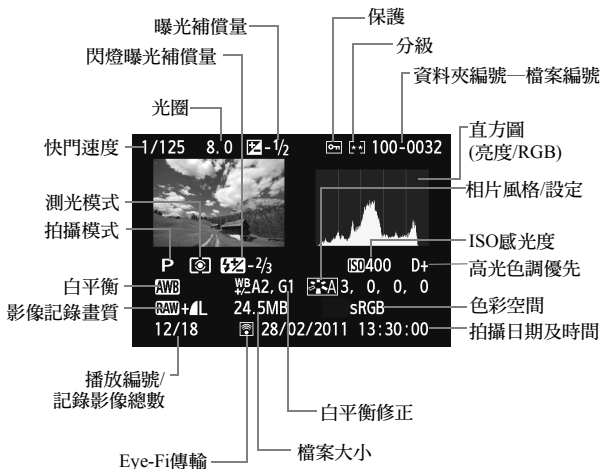 保護
曝光補償量
分級
閃燈曝光補償量
資料夾編號—檔案編號
光圈
快門速度
1/125 8.0 -1/2 100-0032
直方圖
(亮度/RGB)
測光模式
相片風格/設定
拍攝模式
ISO感光度
P -2/3 ISO400 D+
高光色調優先
白平衡
AWB WB A2, G1 A 3, 0, 0, 0
影像記錄畫質
RAW+L 24.5MB sRGB
色彩空間
12/18 28/02/2011 13:30:00
拍攝日期及時間
播放編號/
記錄影像總數
白平衡修正
檔案大小
Eye-Fi傳輸